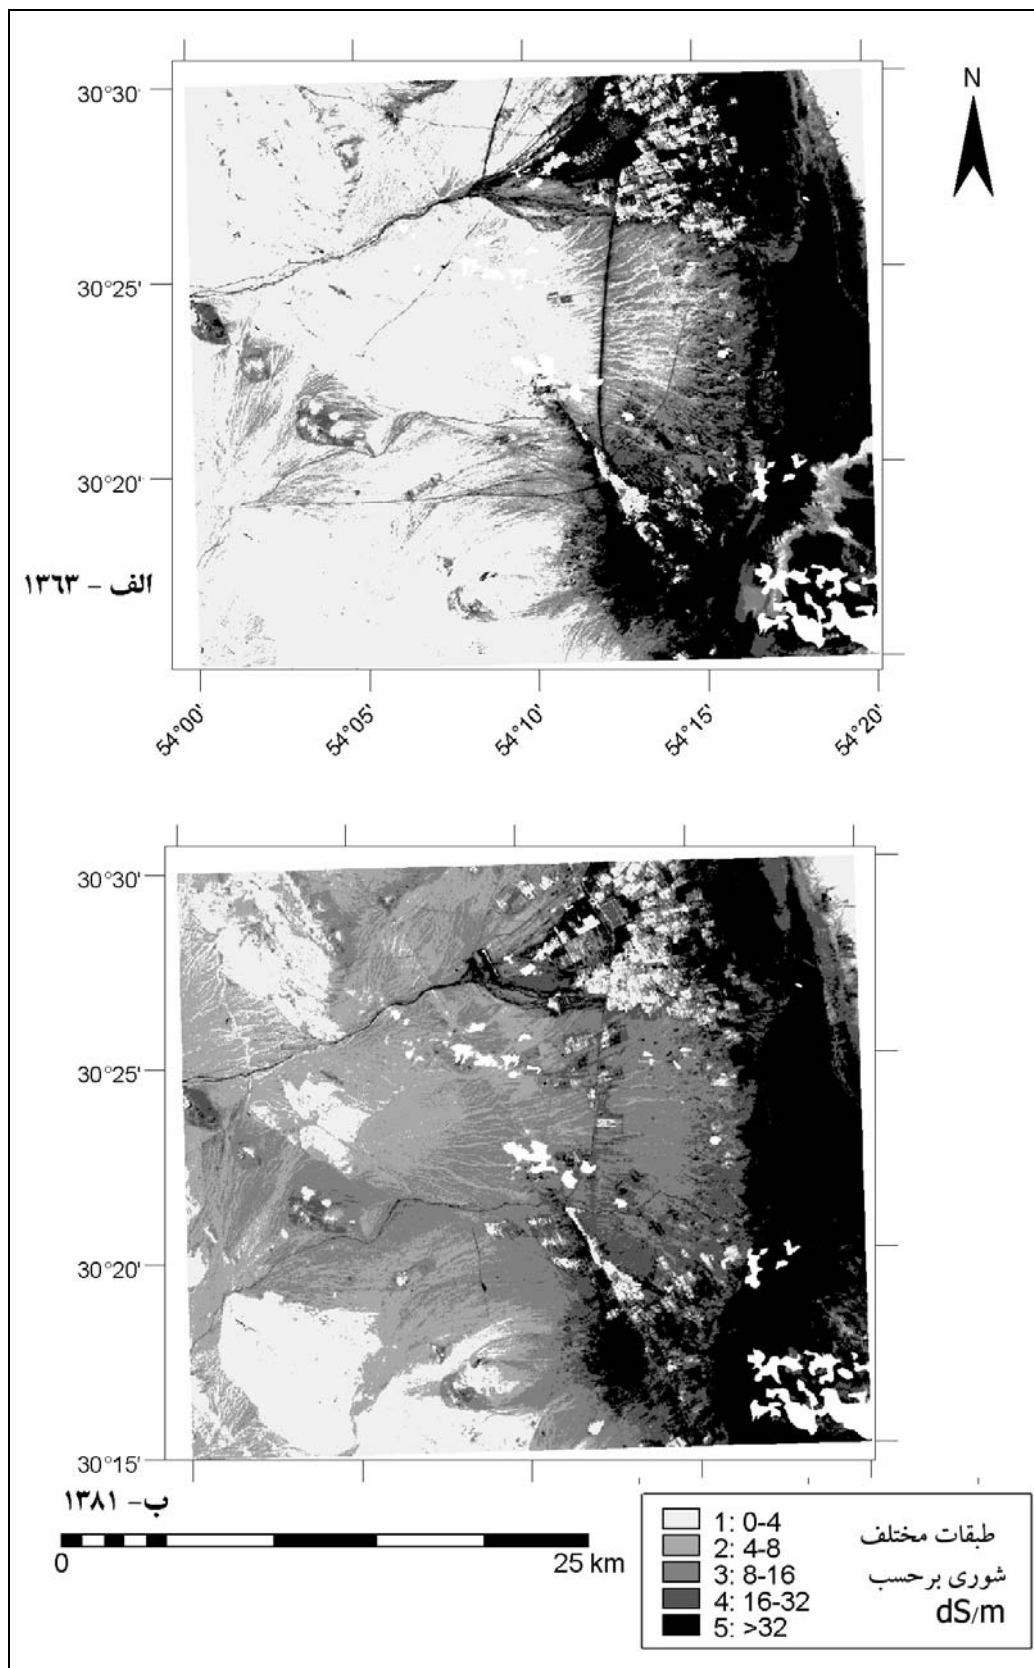 N
30°30'
30°25'
30°20'
الف - ١٣٦٣
54°00'
54°05'
54°10'
54°15'
54°20'
30°30'
30°25'
30°20'
30°15'
ب- ١٣٨١
0
25 km
1: 0-4
2: 4-8
3: 8-16
4: 16-32
5: >32
طبقات مختلف
شوری برحسب
dS/m